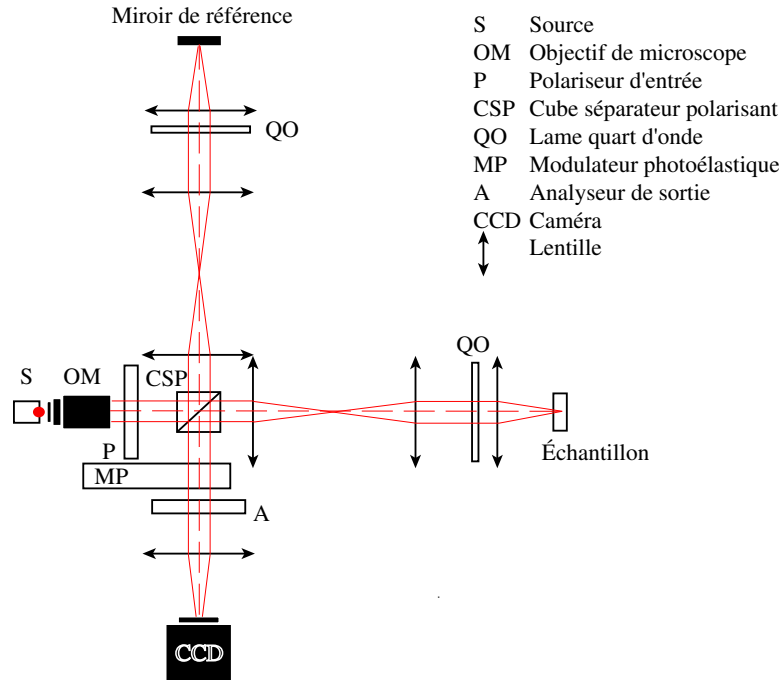 Miroir de référence
S Source
OM Objectif de microscope
P Polariseur d'entrée
CSP Cube séparateur polarisant
QO Lame quart d'onde
MP Modulateur photoélastique
A Analyseur de sortie
CCD Caméra
Lentille
QO
QO
S
OM
CSP
P
MP
A
Échantillon
CCD